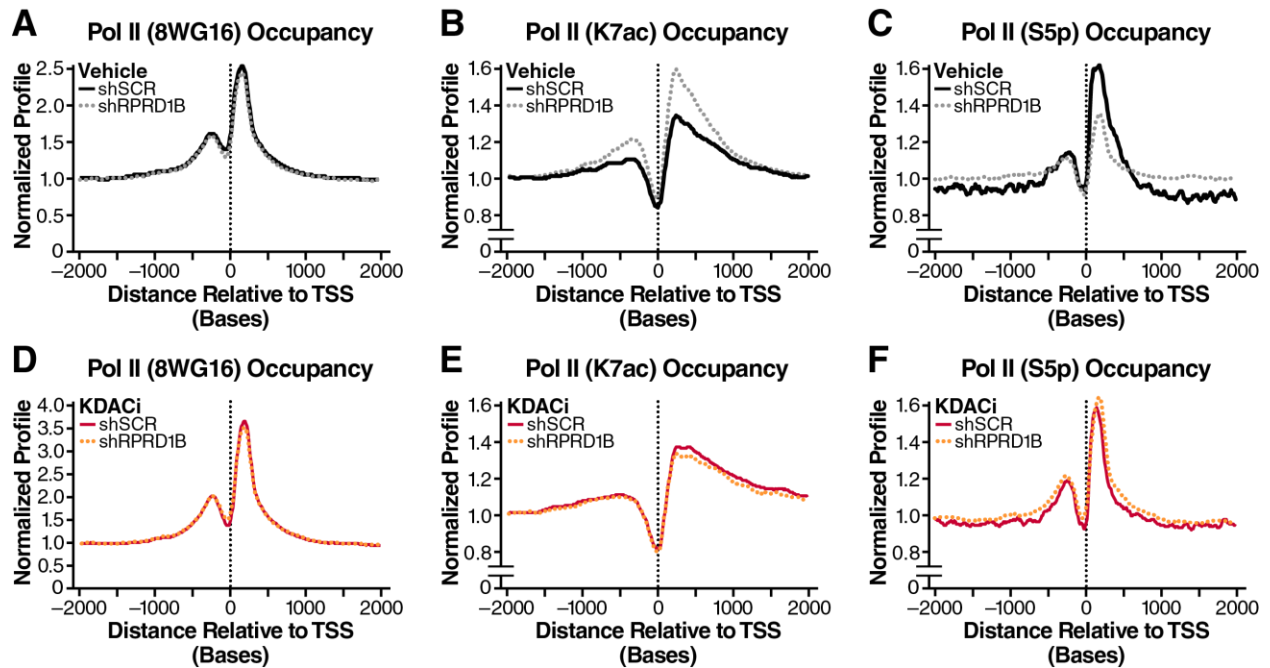 A
Pol II (8WG16) Occupancy
Normalized Profile
2.5
2.0
1.5
1.0
0.5
0
Vehicle
shSCR
shRPRD1B
−2000
−1000
0
1000
2000
Distance Relative to TSS
(Bases)
B
Pol II (K7ac) Occupancy
Normalized Profile
1.6
1.4
1.2
1.0
0.8
0
Vehicle
shSCR
shRPRD1B
−2000
−1000
0
1000
2000
Distance Relative to TSS
(Bases)
C
Pol II (S5p) Occupancy
Normalized Profile
1.6
1.4
1.2
1.0
0.8
0
Vehicle
shSCR
shRPRD1B
−2000
−1000
0
1000
2000
Distance Relative to TSS
(Bases)
D
Pol II (8WG16) Occupancy
Normalized Profile
4.0
3.5
3.0
2.5
2.0
1.5
1.0
0.5
0
KDACi
shSCR
shRPRD1B
−2000
−1000
0
1000
2000
Distance Relative to TSS
(Bases)
E
Pol II (K7ac) Occupancy
Normalized Profile
1.6
1.4
1.2
1.0
0.8
0
KDACi
shSCR
shRPRD1B
−2000
−1000
0
1000
2000
Distance Relative to TSS
(Bases)
F
Pol II (S5p) Occupancy
Normalized Profile
1.6
1.4
1.2
1.0
0.8
0
KDACi
shSCR
shRPRD1B
−2000
−1000
0
1000
2000
Distance Relative to TSS
(Bases)